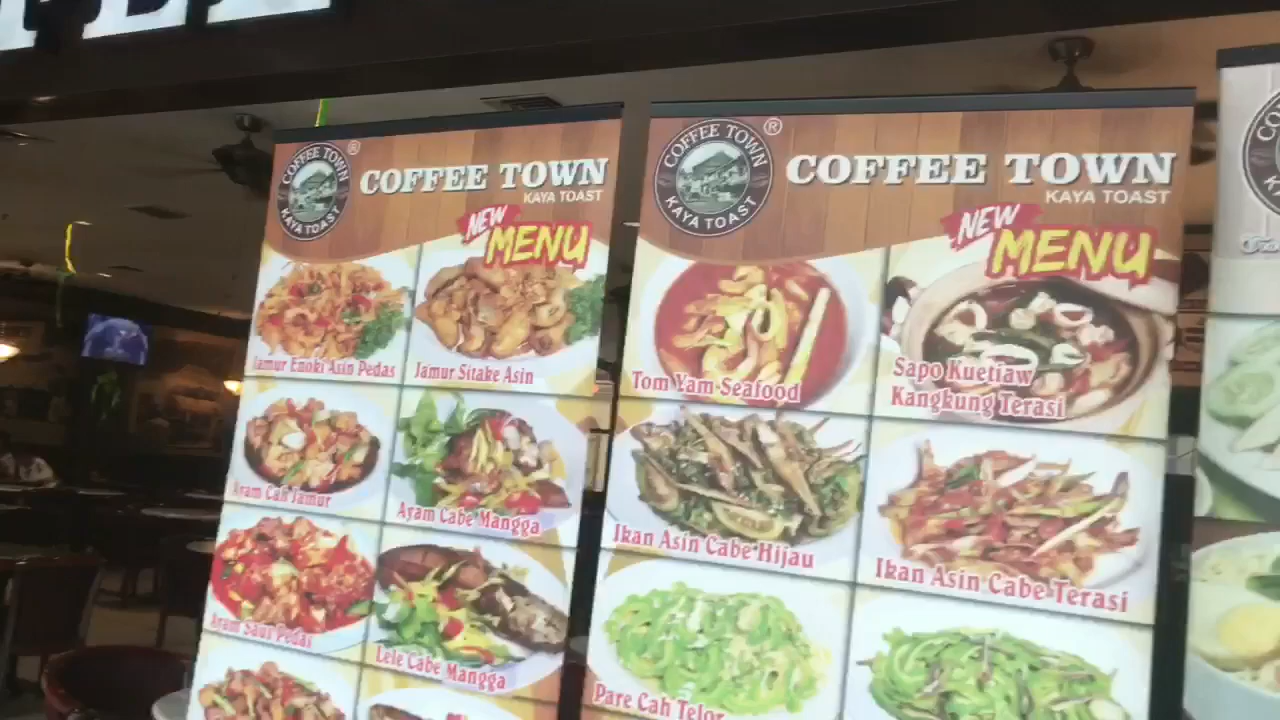 COFFEE TOWN
KAYA TOAST
®
COFFEE TOWN
KAYA TOAST
NEW
MENU
Jamur Enoki Asin Pedas
Jamur Sitake Asin
Ayam Cah Jamur
Ayam Cabe Mangga
Ayam Saus Pedas
Lele Cabe Mangga
COFFEE TOWN
KAYA TOAST
®
COFFEE TOWN
KAYA TOAST
NEW
MENU
Tom Yam Seafood
Sapo Kuetiaw
Kangkung Terasi
Ikan Asin Cabe Hijau
Ikan Asin Cabe Terasi
Pare Cah Telor